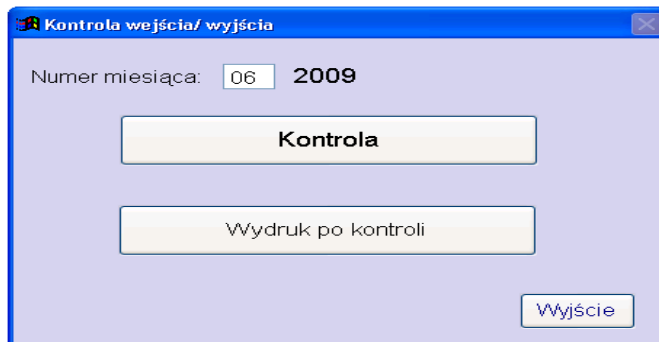 Kontrola wejścia/ wyjścia
Numer miesiąca: 06 2009
Kontrola
Wydruk po kontroli
Wyjście